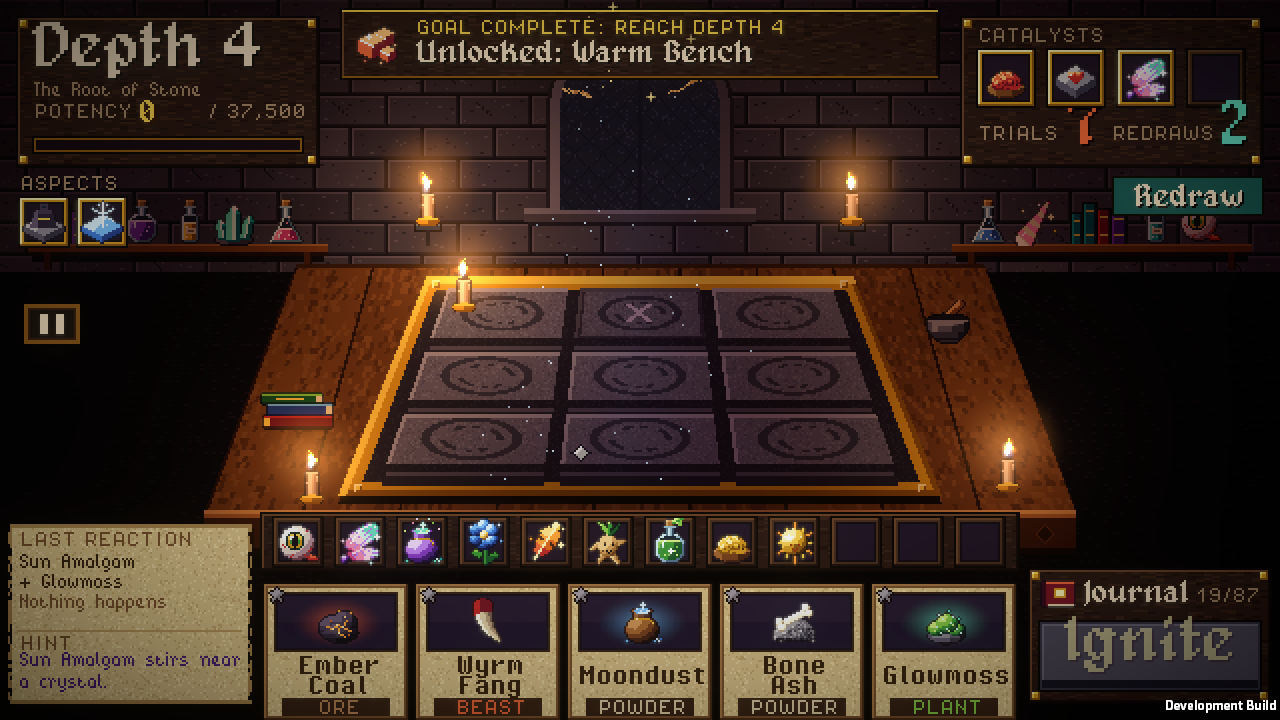 Depth 4
The Root of Stone
POTENCY 0 / 37,500
GOAL COMPLETE: REACH DEPTH 4
Unlocked: Warm Bench
CATALYSTS
TRIALS 7 REDRAWS 2
ASPECTS
Redraw
LAST REACTION
Sun Amalgam
+ Glowmoss
Nothing happens
HINT
Sun Amalgam stirs near
a crystal.
Ember
Coal
ORE
Wyrm
Fang
BEAST
Moondust
POWDER
Bone
Ash
POWDER
Glowmoss
PLANT
Journal 19/87
Ignite
Development Build